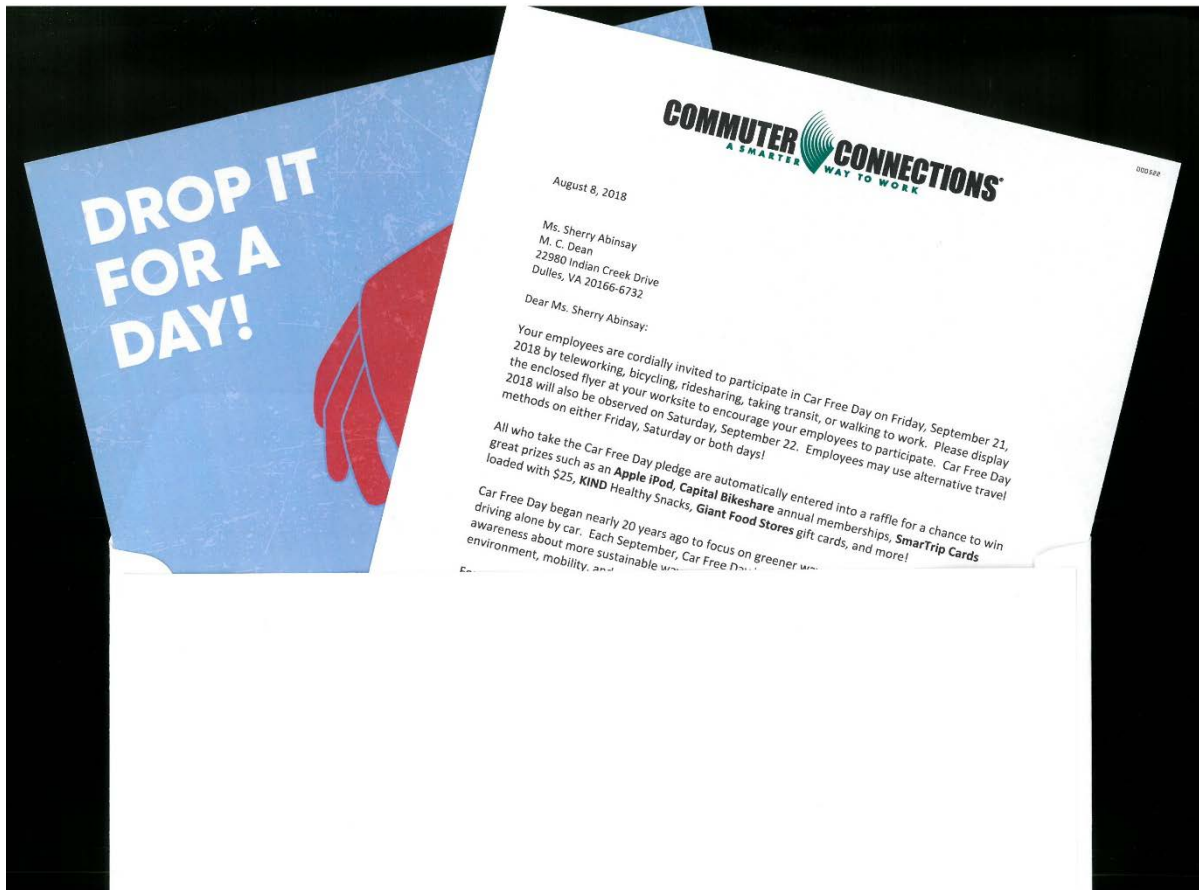 DROP IT
FOR A
DAY!
COMMUTER CONNECTIONS®
A SMARTER WAY TO WORK
000522
August 8, 2018
Ms. Sherry Abinsay
M. C. Dean
22980 Indian Creek Drive
Dulles, VA 20166-6732
Dear Ms. Sherry Abinsay:
Your employees are cordially invited to participate in Car Free Day on Friday, September 21,
2018 by teleworking, bicycling, ridesharing, taking transit, or walking to work. Please display
the enclosed flyer at your worksite to encourage your employees to participate. Car Free Day
2018 will also be observed on Saturday, September 22. Employees may use alternative travel
methods on either Friday, Saturday or both days!
All who take the Car Free Day pledge are automatically entered into a raffle for a chance to win
great prizes such as an Apple iPod, Capital Bikeshare annual memberships, SmarTrip Cards
loaded with $25, KIND Healthy Snacks, Giant Food Stores gift cards, and more!
Car Free Day began nearly 20 years ago to focus on greener
driving alone by car. Each September, Car Free Day
awareness about more sustainable
environment, mobility, and